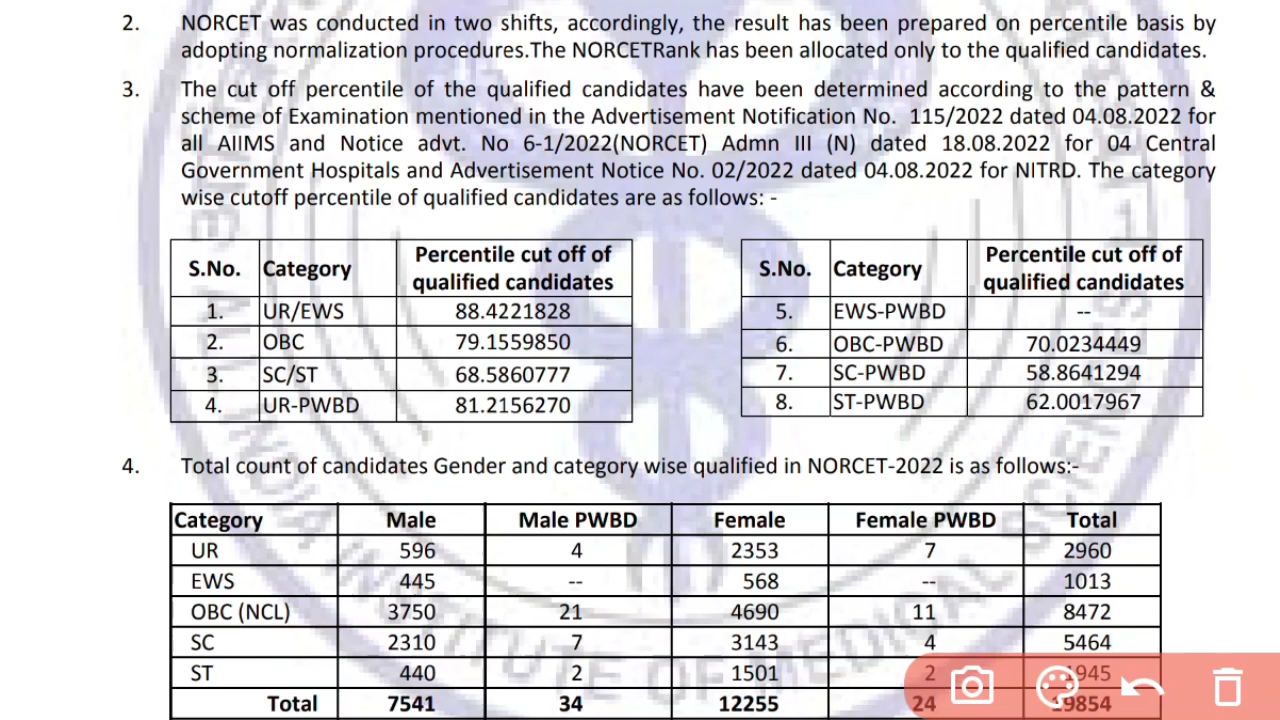 2. NORCET was conducted in two shifts, accordingly, the result has been prepared on percentile basis by
adopting normalization procedures.The NORCETRank has been allocated only to the qualified candidates.
3. The cut off percentile of the qualified candidates have been determined according to the pattern &
scheme of Examination mentioned in the Advertisement Notification No. 115/2022 dated 04.08.2022 for
all AIIMS and Notice advt. No 6-1/2022(NORCET) Admn III (N) dated 18.08.2022 for 04 Central
Government Hospitals and Advertisement Notice No. 02/2022 dated 04.08.2022 for NITRD. The category
wise cutoff percentile of qualified candidates are as follows: -
S.No. Category Percentile cut off of qualified candidates
1. UR/EWS 88.4221828
2. OBC 79.1559850
3. SC/ST 68.5860777
4. UR-PWBD 81.2156270
S.No. Category Percentile cut off of qualified candidates
5. EWS-PWBD --
6. OBC-PWBD 70.0234449
7. SC-PWBD 58.8641294
8. ST-PWBD 62.0017967
4. Total count of candidates Gender and category wise qualified in NORCET-2022 is as follows:-
Category Male Male PWBD Female Female PWBD Total
UR 596 4 2353 7 2960
EWS 445 -- 568 -- 1013
OBC (NCL) 3750 21 4690 11 8472
SC 2310 7 3143 4 5464
ST 440 2 1501 2 1945
Total 7541 34 12255 24 19854